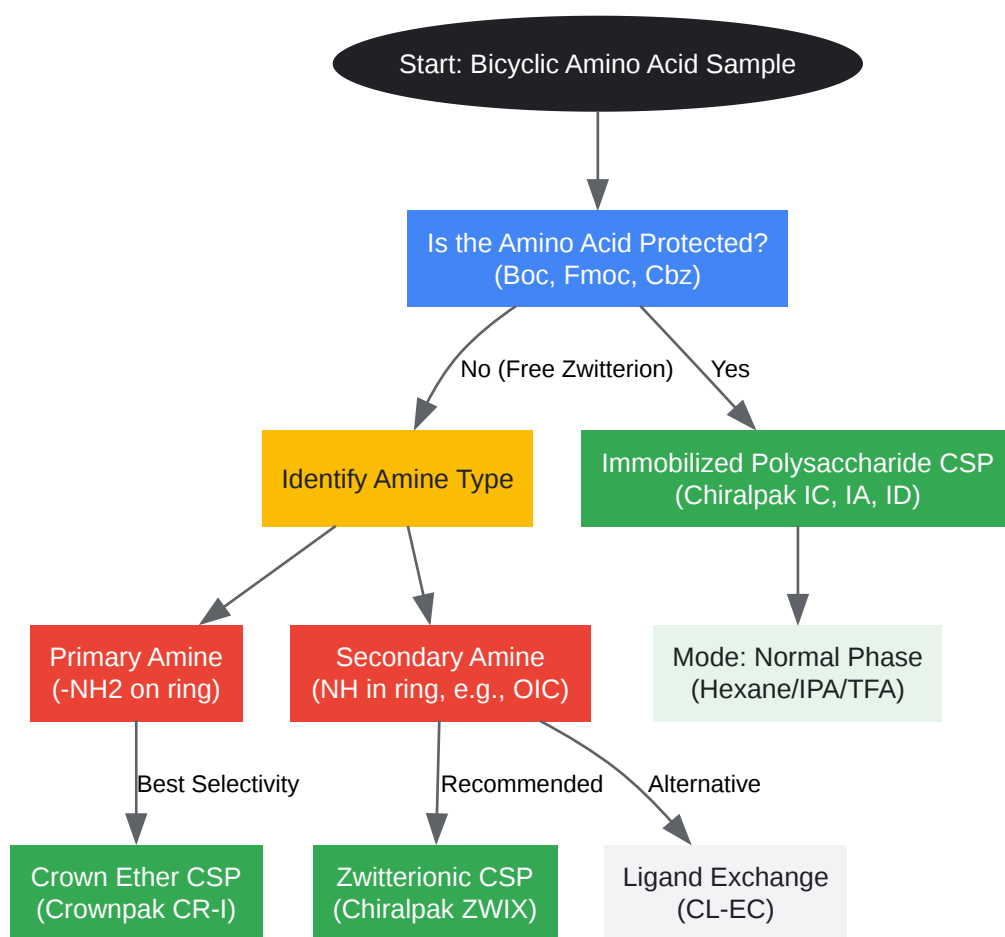 Start: Bicyclic Amino Acid Sample
Is the Amino Acid Protected?
(Boc, Fmoc, Cbz)
No (Free Zwitterion)
Yes
Identify Amine Type
Immobilized Polysaccharide CSP
(Chiralpak IC, IA, ID)
Primary Amine
(-NH2 on ring)
Secondary Amine
(NH in ring, e.g., OIC)
Mode: Normal Phase
(Hexane/IPA/TFA)
Best Selectivity
Recommended
Alternative
Crown Ether CSP
(Crownpak CR-I)
Zwitterionic CSP
(Chiralpak ZWIX)
Ligand Exchange
(CL-EC)